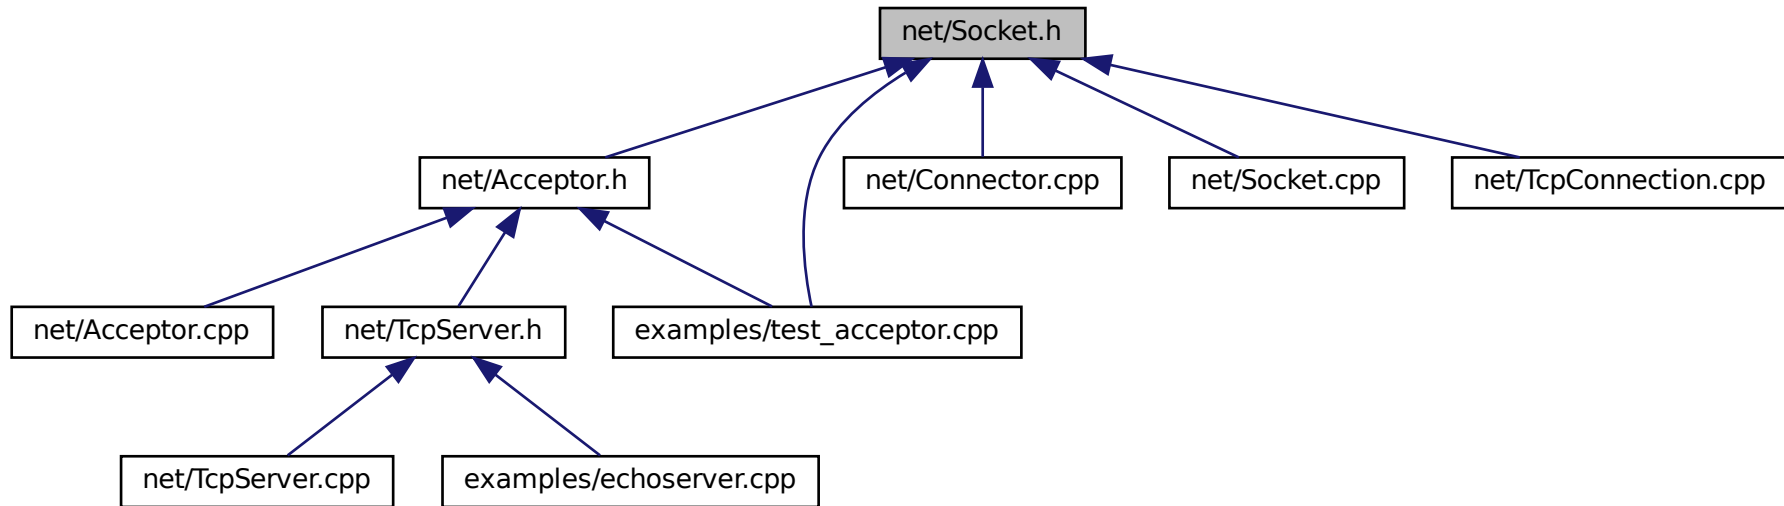 net/Socket.h
net/Acceptor.h
net/Connector.cpp
net/Socket.cpp
net/TcpConnection.cpp
net/Acceptor.cpp
net/TcpServer.h
examples/test_acceptor.cpp
net/TcpServer.cpp
examples/echoserver.cpp